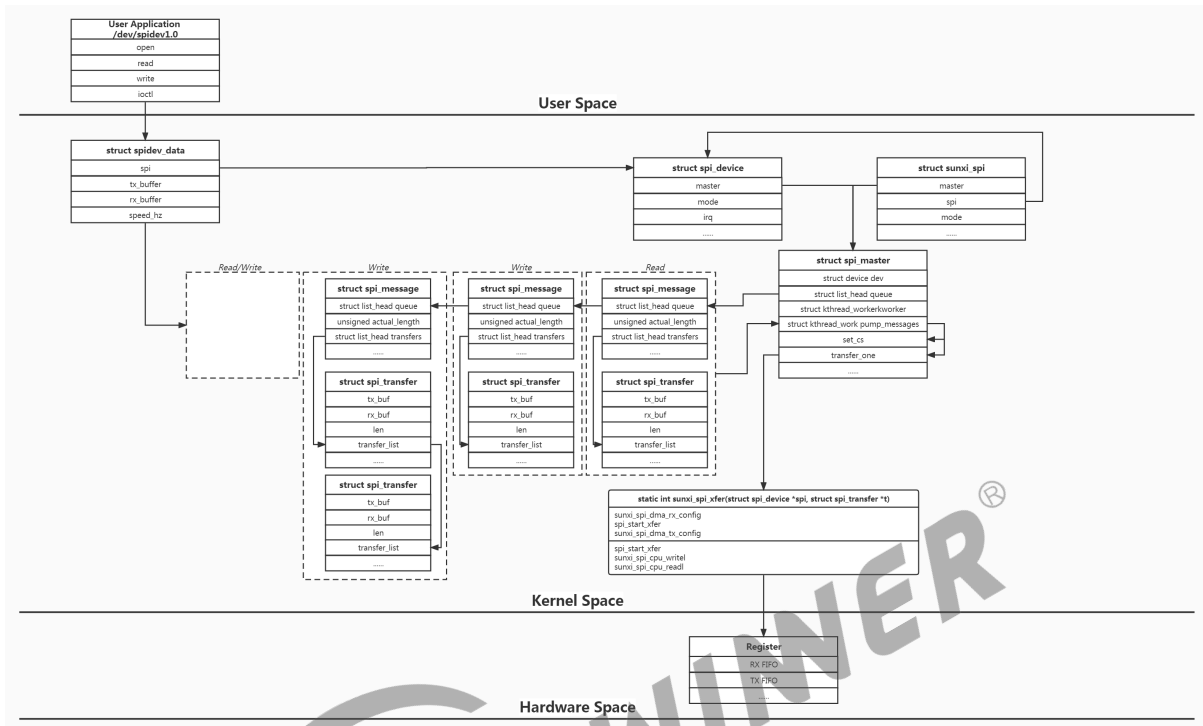 User Application
/dev/spidev1.0
open
read
write
ioctl
User Space
struct spidev_data
spi
tx_buffer
rx_buffer
speed_hz
struct spi_device
master
mode
irq
......
struct sunxi_spi
master
spi
mode
......
struct spi_master
struct device dev
struct list_head queue
struct kthread_workerkworker
struct kthread_work pump_messages
set_cs
transfer_one
......
Read/Write
Write
struct spi_message
struct list_head queue
unsigned actual_length
struct list_head transfers
......
struct spi_transfer
tx_buf
rx_buf
len
transfer_list
......
struct spi_transfer
tx_buf
rx_buf
len
transfer_list
......
Write
struct spi_message
struct list_head queue
unsigned actual_length
struct list_head transfers
......
struct spi_transfer
tx_buf
rx_buf
len
transfer_list
......
Read
struct spi_message
struct list_head queue
unsigned actual_length
struct list_head transfers
......
struct spi_transfer
tx_buf
rx_buf
len
transfer_list
......
static int sunxi_spi_xfer(struct spi_device *spi, struct spi_transfer *t)
sunxi_spi_dma_rx_config
spi_start_xfer
sunxi_spi_dma_tx_config
spi_start_xfer
sunxi_spi_cpu_writel
sunxi_spi_cpu_readl
Kernel Space
Register
RX FIFO
TX FIFO
......
Hardware Space
®